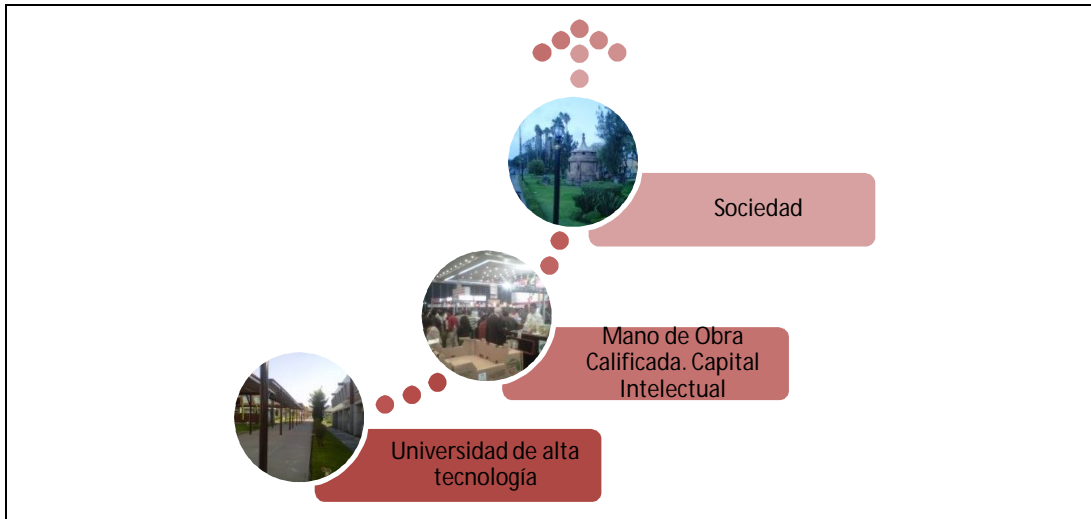 Sociedad
Mano de Obra
Calificada. Capital
Intelectual
Universidad de alta
tecnología